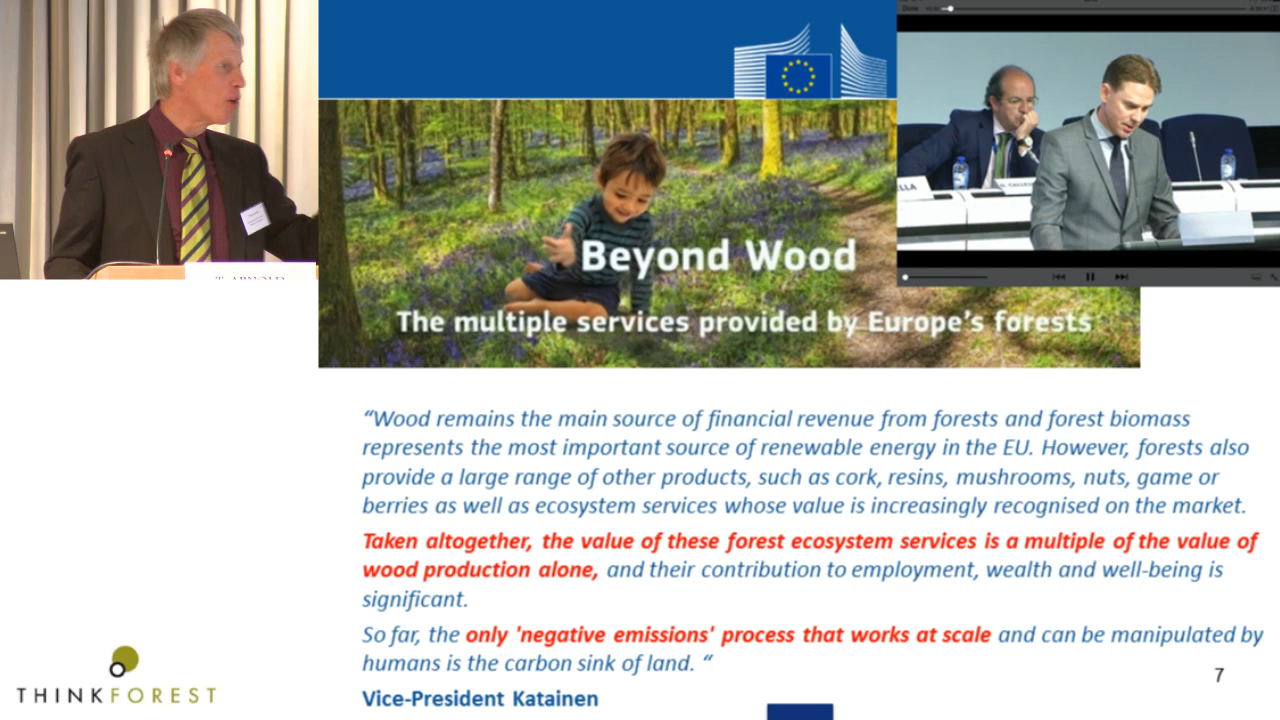 Done
ELLA
Beyond Wood
The multiple services provided by Europe's forests
“Wood remains the main source of financial revenue from forests and forest biomass
represents the most important source of renewable energy in the EU. However, forests also
provide a large range of other products, such as cork, resins, mushrooms, nuts, game or
berries as well as ecosystem services whose value is increasingly recognised on the market.
Taken altogether, the value of these forest ecosystem services is a multiple of the value of
wood production alone, and their contribution to employment, wealth and well-being is
significant.
So far, the only 'negative emissions' process that works at scale and can be manipulated by
humans is the carbon sink of land. “
Vice-President Katainen
THINKFOREST
7